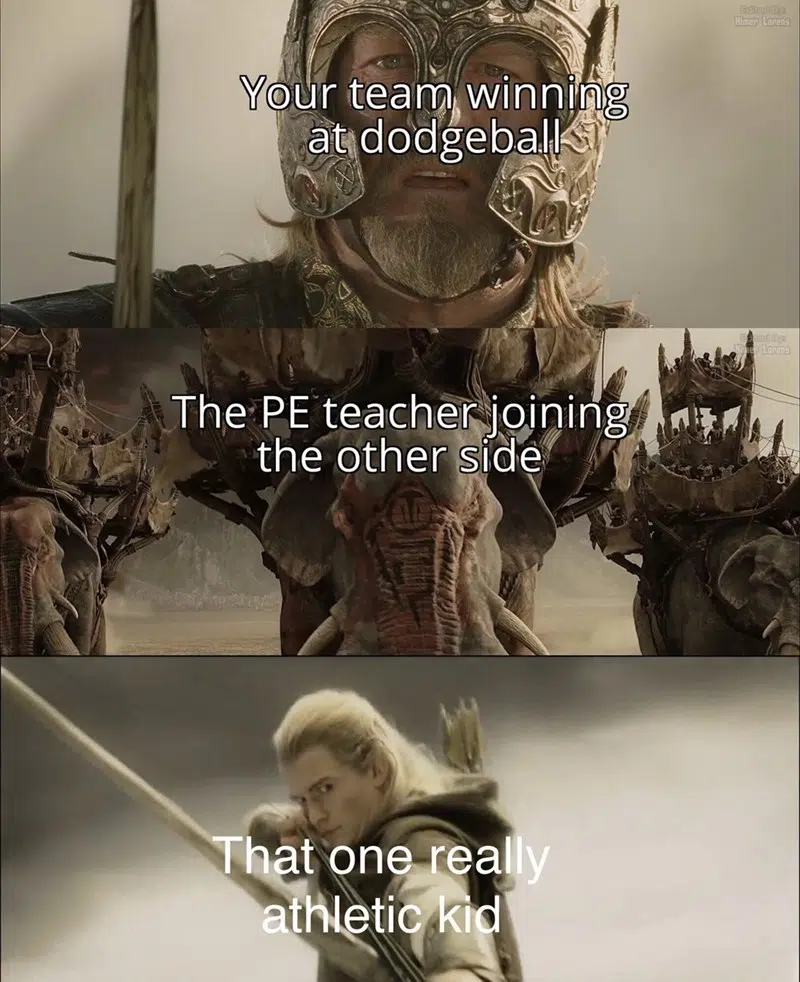 Your team winning
at dodgeball
The PE teacher joining
the other side
That one really
athletic kid